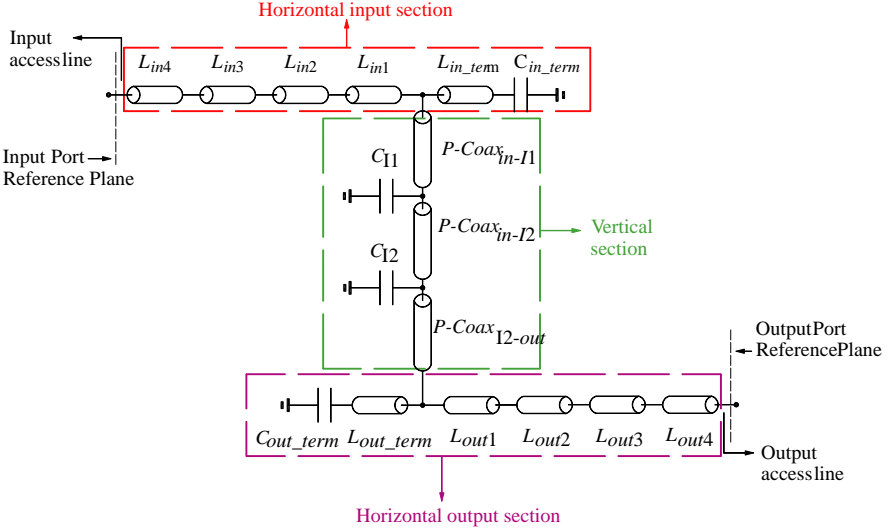 Horizontal input section
Input
accessline
L_in4 L_in3 L_in2 L_in1 L_in_term C_in_term
Input Port
Reference Plane
C_I1
P-Coax_in-I1
P-Coax_in-I2
C_I2
Vertical
section
P-Coax_I2-out
OutputPort
ReferencePlane
C_out_term L_out_term L_out1 L_out2 L_out3 L_out4
Output
accessline
Horizontal output section